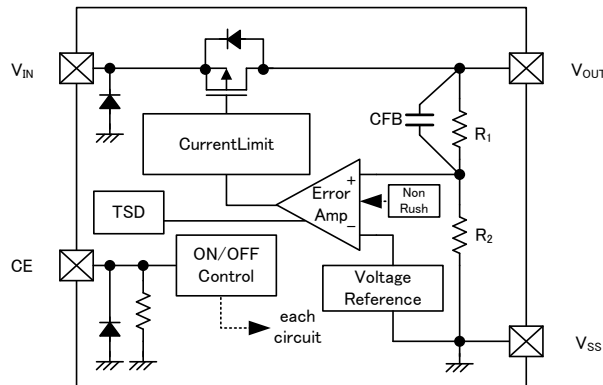 VIN
VOUT
CFB
R1
CurrentLimit
+
Error
Amp
−
Non
Rush
TSD
R2
CE
ON/OFF
Control
Voltage
Reference
each
circuit
VSS